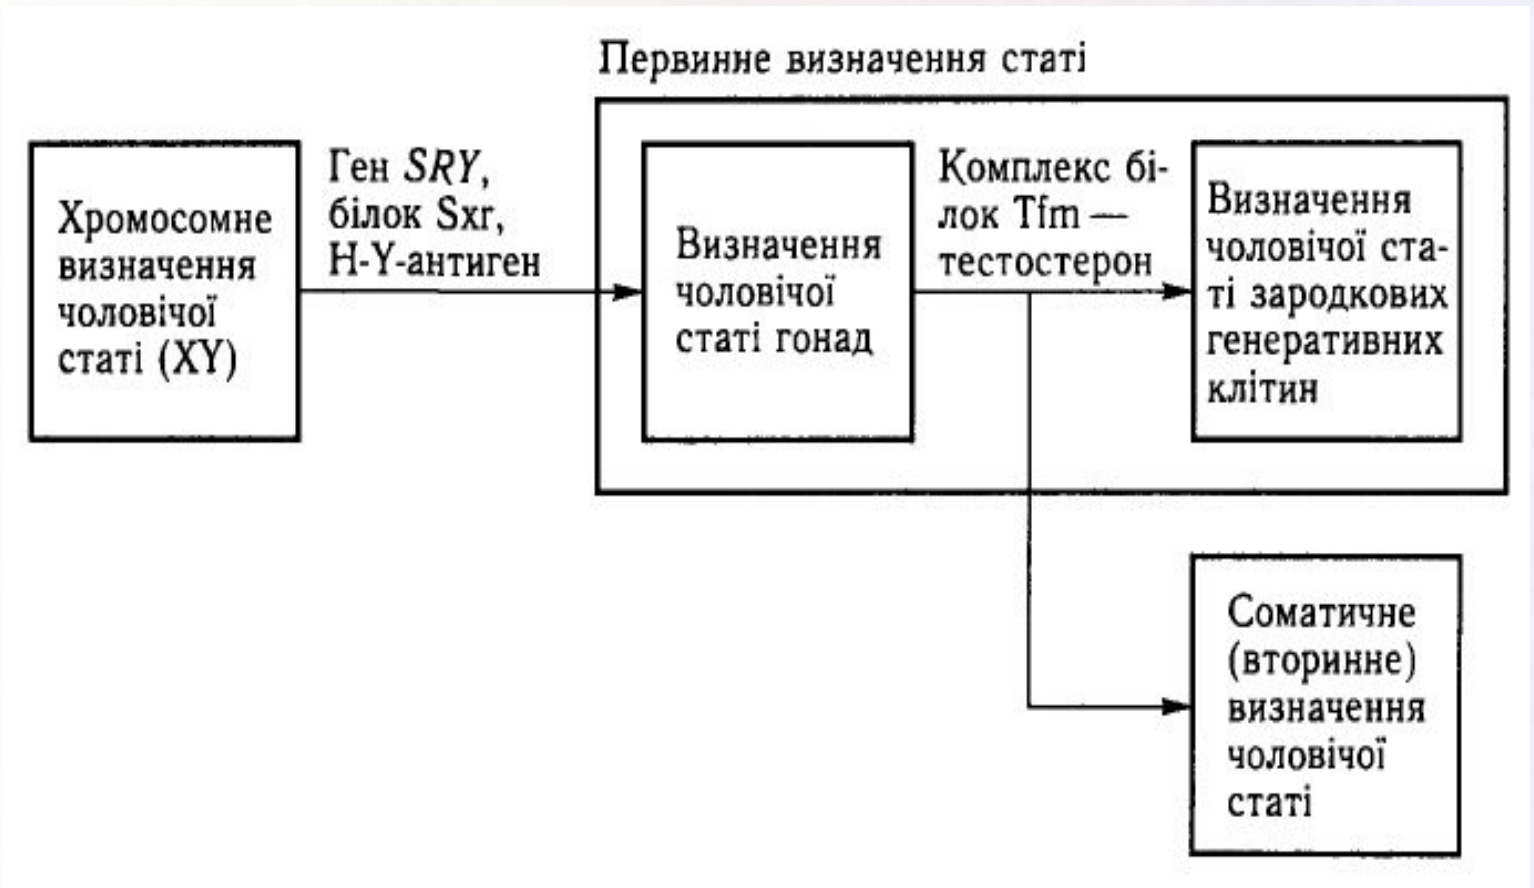 Первинне визначення статі
Хромосомне
визначення
чоловічої
статі (XY)
Ген SRY,
білок Sxr,
H-Y-антиген
Визначення
чоловічої
статі гонад
Комплекс бі-
лок Tfm —
тестостерон
Визначення
чоловічої ста-
ті зародкових
генеративних
клітин
Соматичне
(вторинне)
визначення
чоловічої
статі